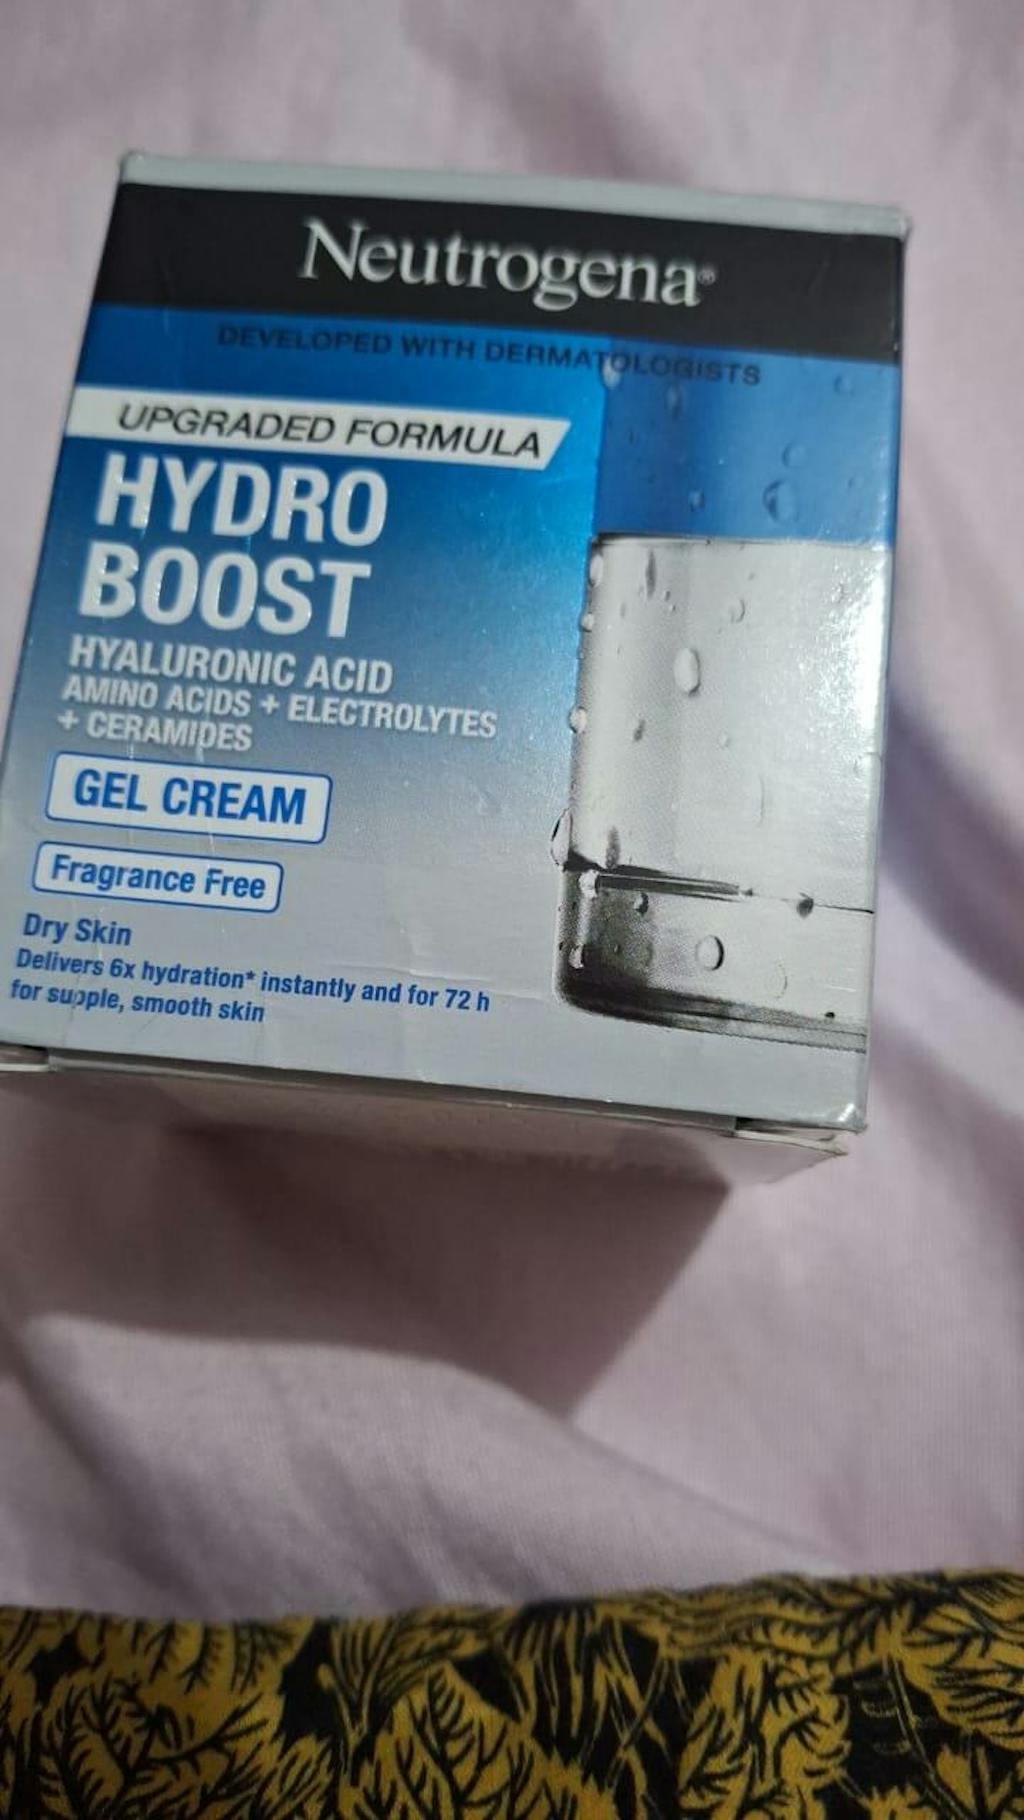 Neutrogena®
DEVELOPED WITH DERMATOLOGISTS
UPGRADED FORMULA
HYDRO
BOOST
HYALURONIC ACID
AMINO ACIDS + ELECTROLYTES
+ CERAMIDES
GEL CREAM
Fragrance Free
Dry Skin
Delivers 6x hydration* instantly and for 72 h
for supple, smooth skin